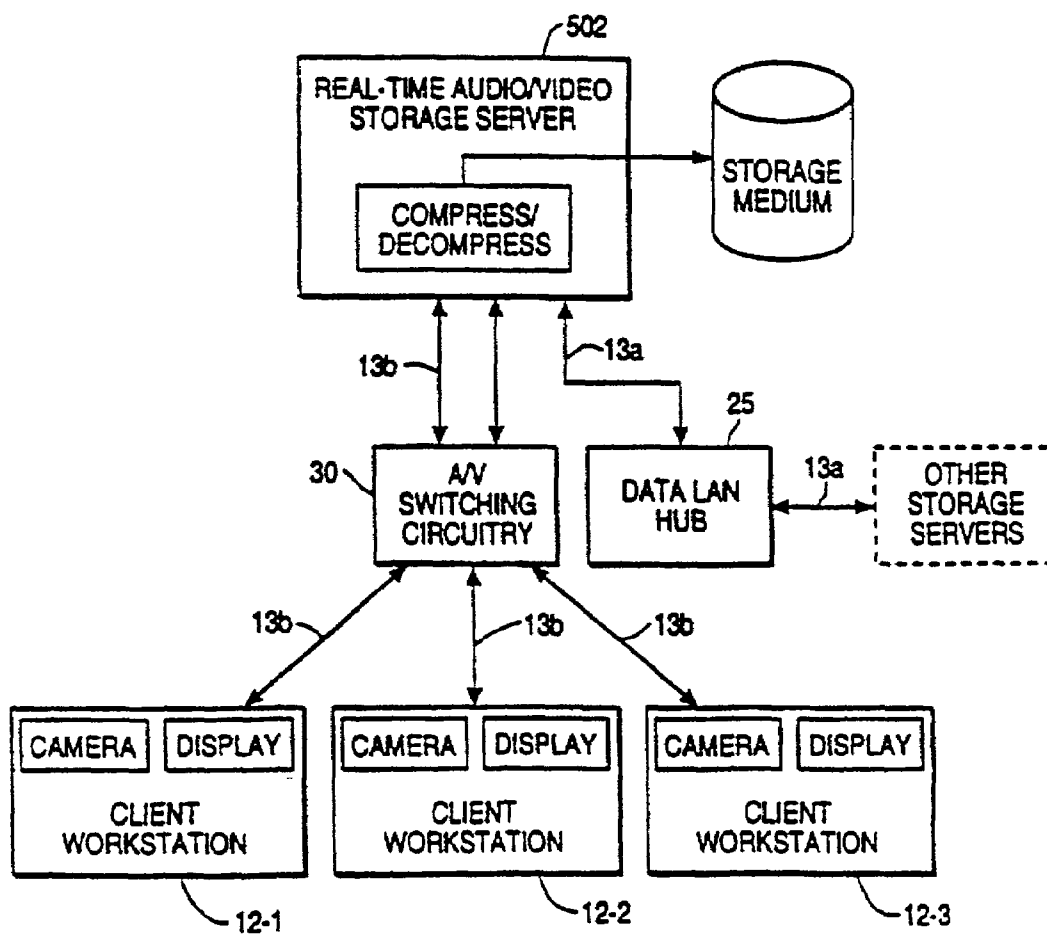 502
REAL-TIME AUDIO/VIDEO
STORAGE SERVER
COMPRESS/
DECOMPRESS
STORAGE
MEDIUM
13b
13a
30
A/V
SWITCHING
CIRCUITRY
25
DATA LAN
HUB
13a
OTHER
STORAGE
SERVERS
13b
13b
13b
CAMERA
DISPLAY
CLIENT
WORKSTATION
12-1
CAMERA
DISPLAY
CLIENT
WORKSTATION
12-2
CAMERA
DISPLAY
CLIENT
WORKSTATION
12-3